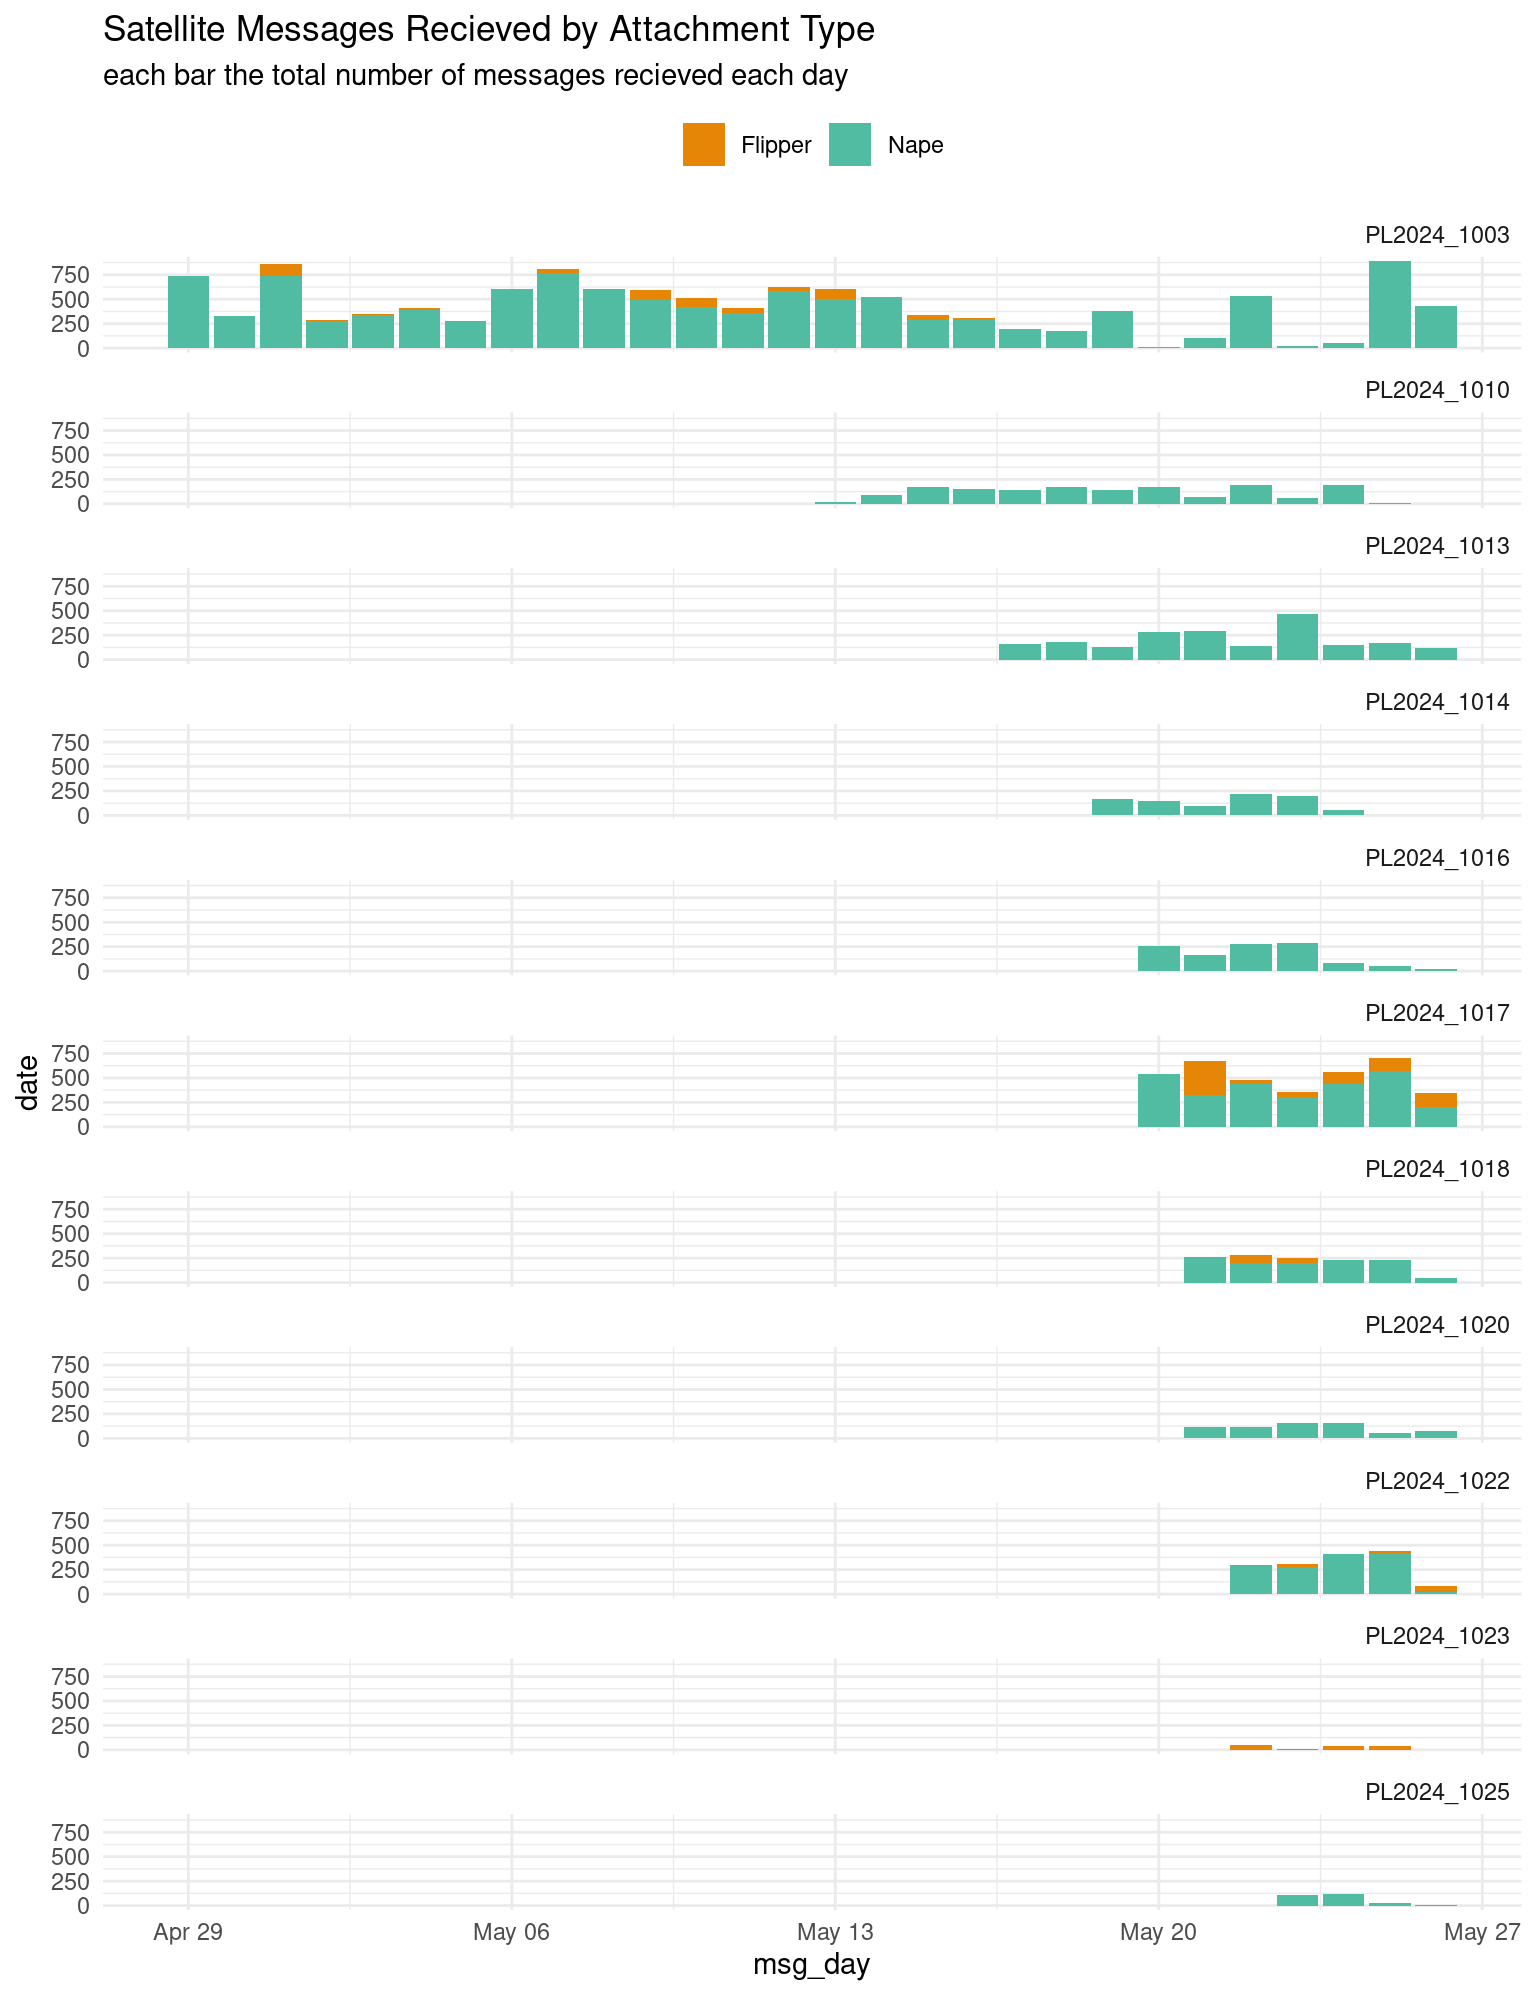 Satellite Messages Recieved by Attachment Type
each bar the total number of messages recieved each day
Flipper Nape
PL2024_1003
750
500
250
0
PL2024_1010
750
500
250
0
PL2024_1013
750
500
250
0
PL2024_1014
750
500
250
0
PL2024_1016
750
500
250
0
PL2024_1017
750
500
250
0
date
PL2024_1018
750
500
250
0
PL2024_1020
750
500
250
0
PL2024_1022
750
500
250
0
PL2024_1023
750
500
250
0
PL2024_1025
750
500
250
0
Apr 29 May 06 May 13 May 20 May 27
msg_day